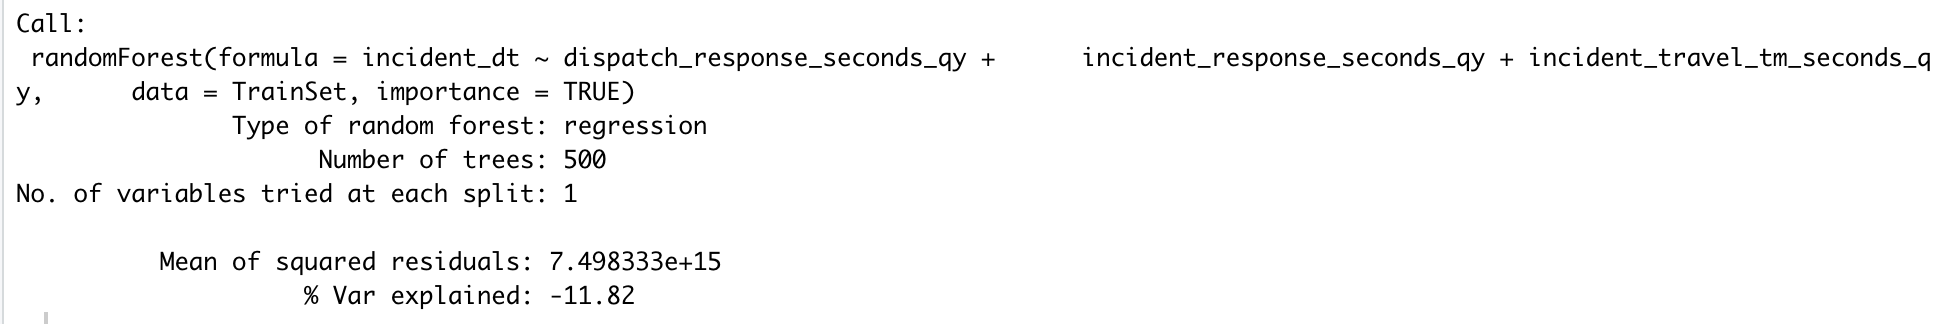 Call:
 randomForest(formula = incident_dt ~ dispatch_response_seconds_qy +      incident_response_seconds_qy + incident_travel_tm_seconds_q
y,      data = TrainSet, importance = TRUE)
               Type of random forest: regression
                     Number of trees: 500
No. of variables tried at each split: 1

          Mean of squared residuals: 7.498333e+15
                    % Var explained: -11.82